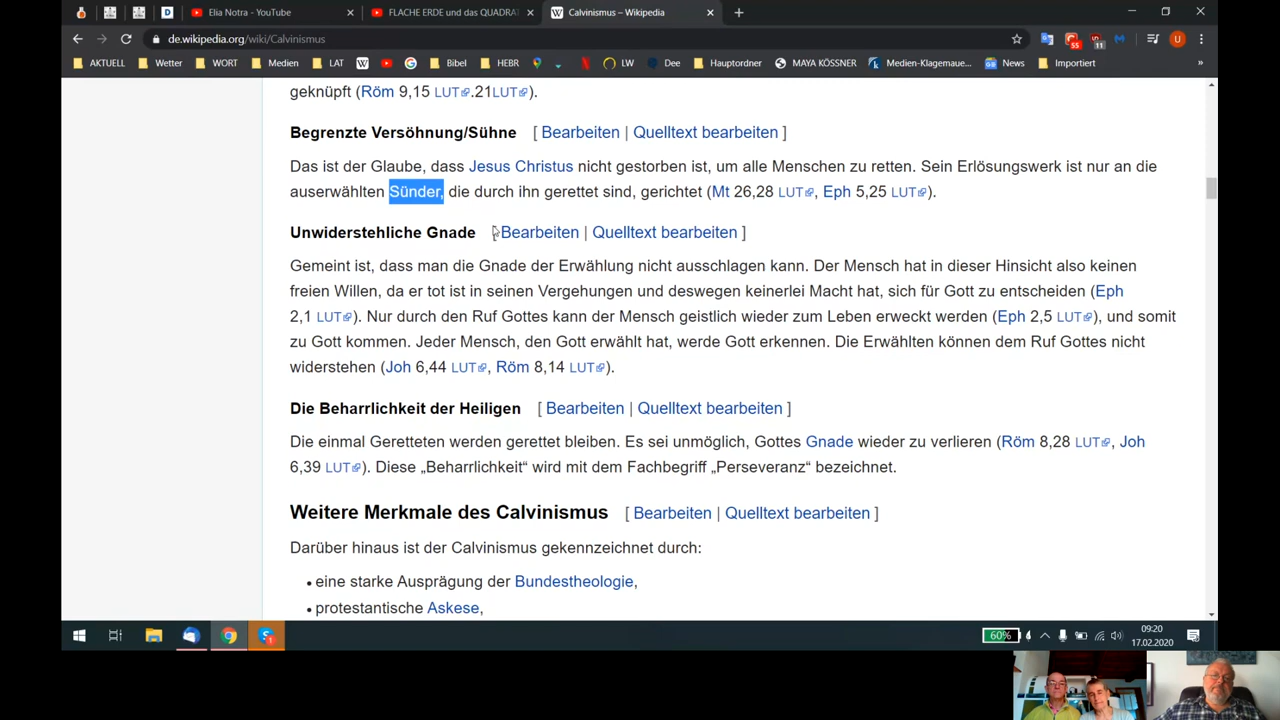 Elia Notra - YouTube
FLACHE ERDE und das QUADRAT
Calvinismus – Wikipedia
de.wikipedia.org/wiki/Calvinismus
55
11
U
AKTUELL Wetter WORT Medien LAT Bibel HEBR LW Dee Hauptordner MAYA KÖSSNER Medien-Klagemaue... News Importiert »
geknüpft (Röm 9,15 LUT.21LUT).
Begrenzte Versöhnung/Sühne [ Bearbeiten | Quelltext bearbeiten ]
Das ist der Glaube, dass Jesus Christus nicht gestorben ist, um alle Menschen zu retten. Sein Erlösungswerk ist nur an die
auserwählten Sünder, die durch ihn gerettet sind, gerichtet (Mt 26,28 LUT, Eph 5,25 LUT).
Unwiderstehliche Gnade [ Bearbeiten | Quelltext bearbeiten ]
Gemeint ist, dass man die Gnade der Erwählung nicht ausschlagen kann. Der Mensch hat in dieser Hinsicht also keinen
freien Willen, da er tot ist in seinen Vergehungen und deswegen keinerlei Macht hat, sich für Gott zu entscheiden (Eph
2,1 LUT). Nur durch den Ruf Gottes kann der Mensch geistlich wieder zum Leben erweckt werden (Eph 2,5 LUT), und somit
zu Gott kommen. Jeder Mensch, den Gott erwählt hat, werde Gott erkennen. Die Erwählten können dem Ruf Gottes nicht
widerstehen (Joh 6,44 LUT, Röm 8,14 LUT).
Die Beharrlichkeit der Heiligen [ Bearbeiten | Quelltext bearbeiten ]
Die einmal Geretteten werden gerettet bleiben. Es sei unmöglich, Gottes Gnade wieder zu verlieren (Röm 8,28 LUT, Joh
6,39 LUT). Diese „Beharrlichkeit“ wird mit dem Fachbegriff „Perseveranz“ bezeichnet.
Weitere Merkmale des Calvinismus [ Bearbeiten | Quelltext bearbeiten ]
Darüber hinaus ist der Calvinismus gekennzeichnet durch:
• eine starke Ausprägung der Bundestheologie,
• protestantische Askese,
60%
09:20
17.02.2020